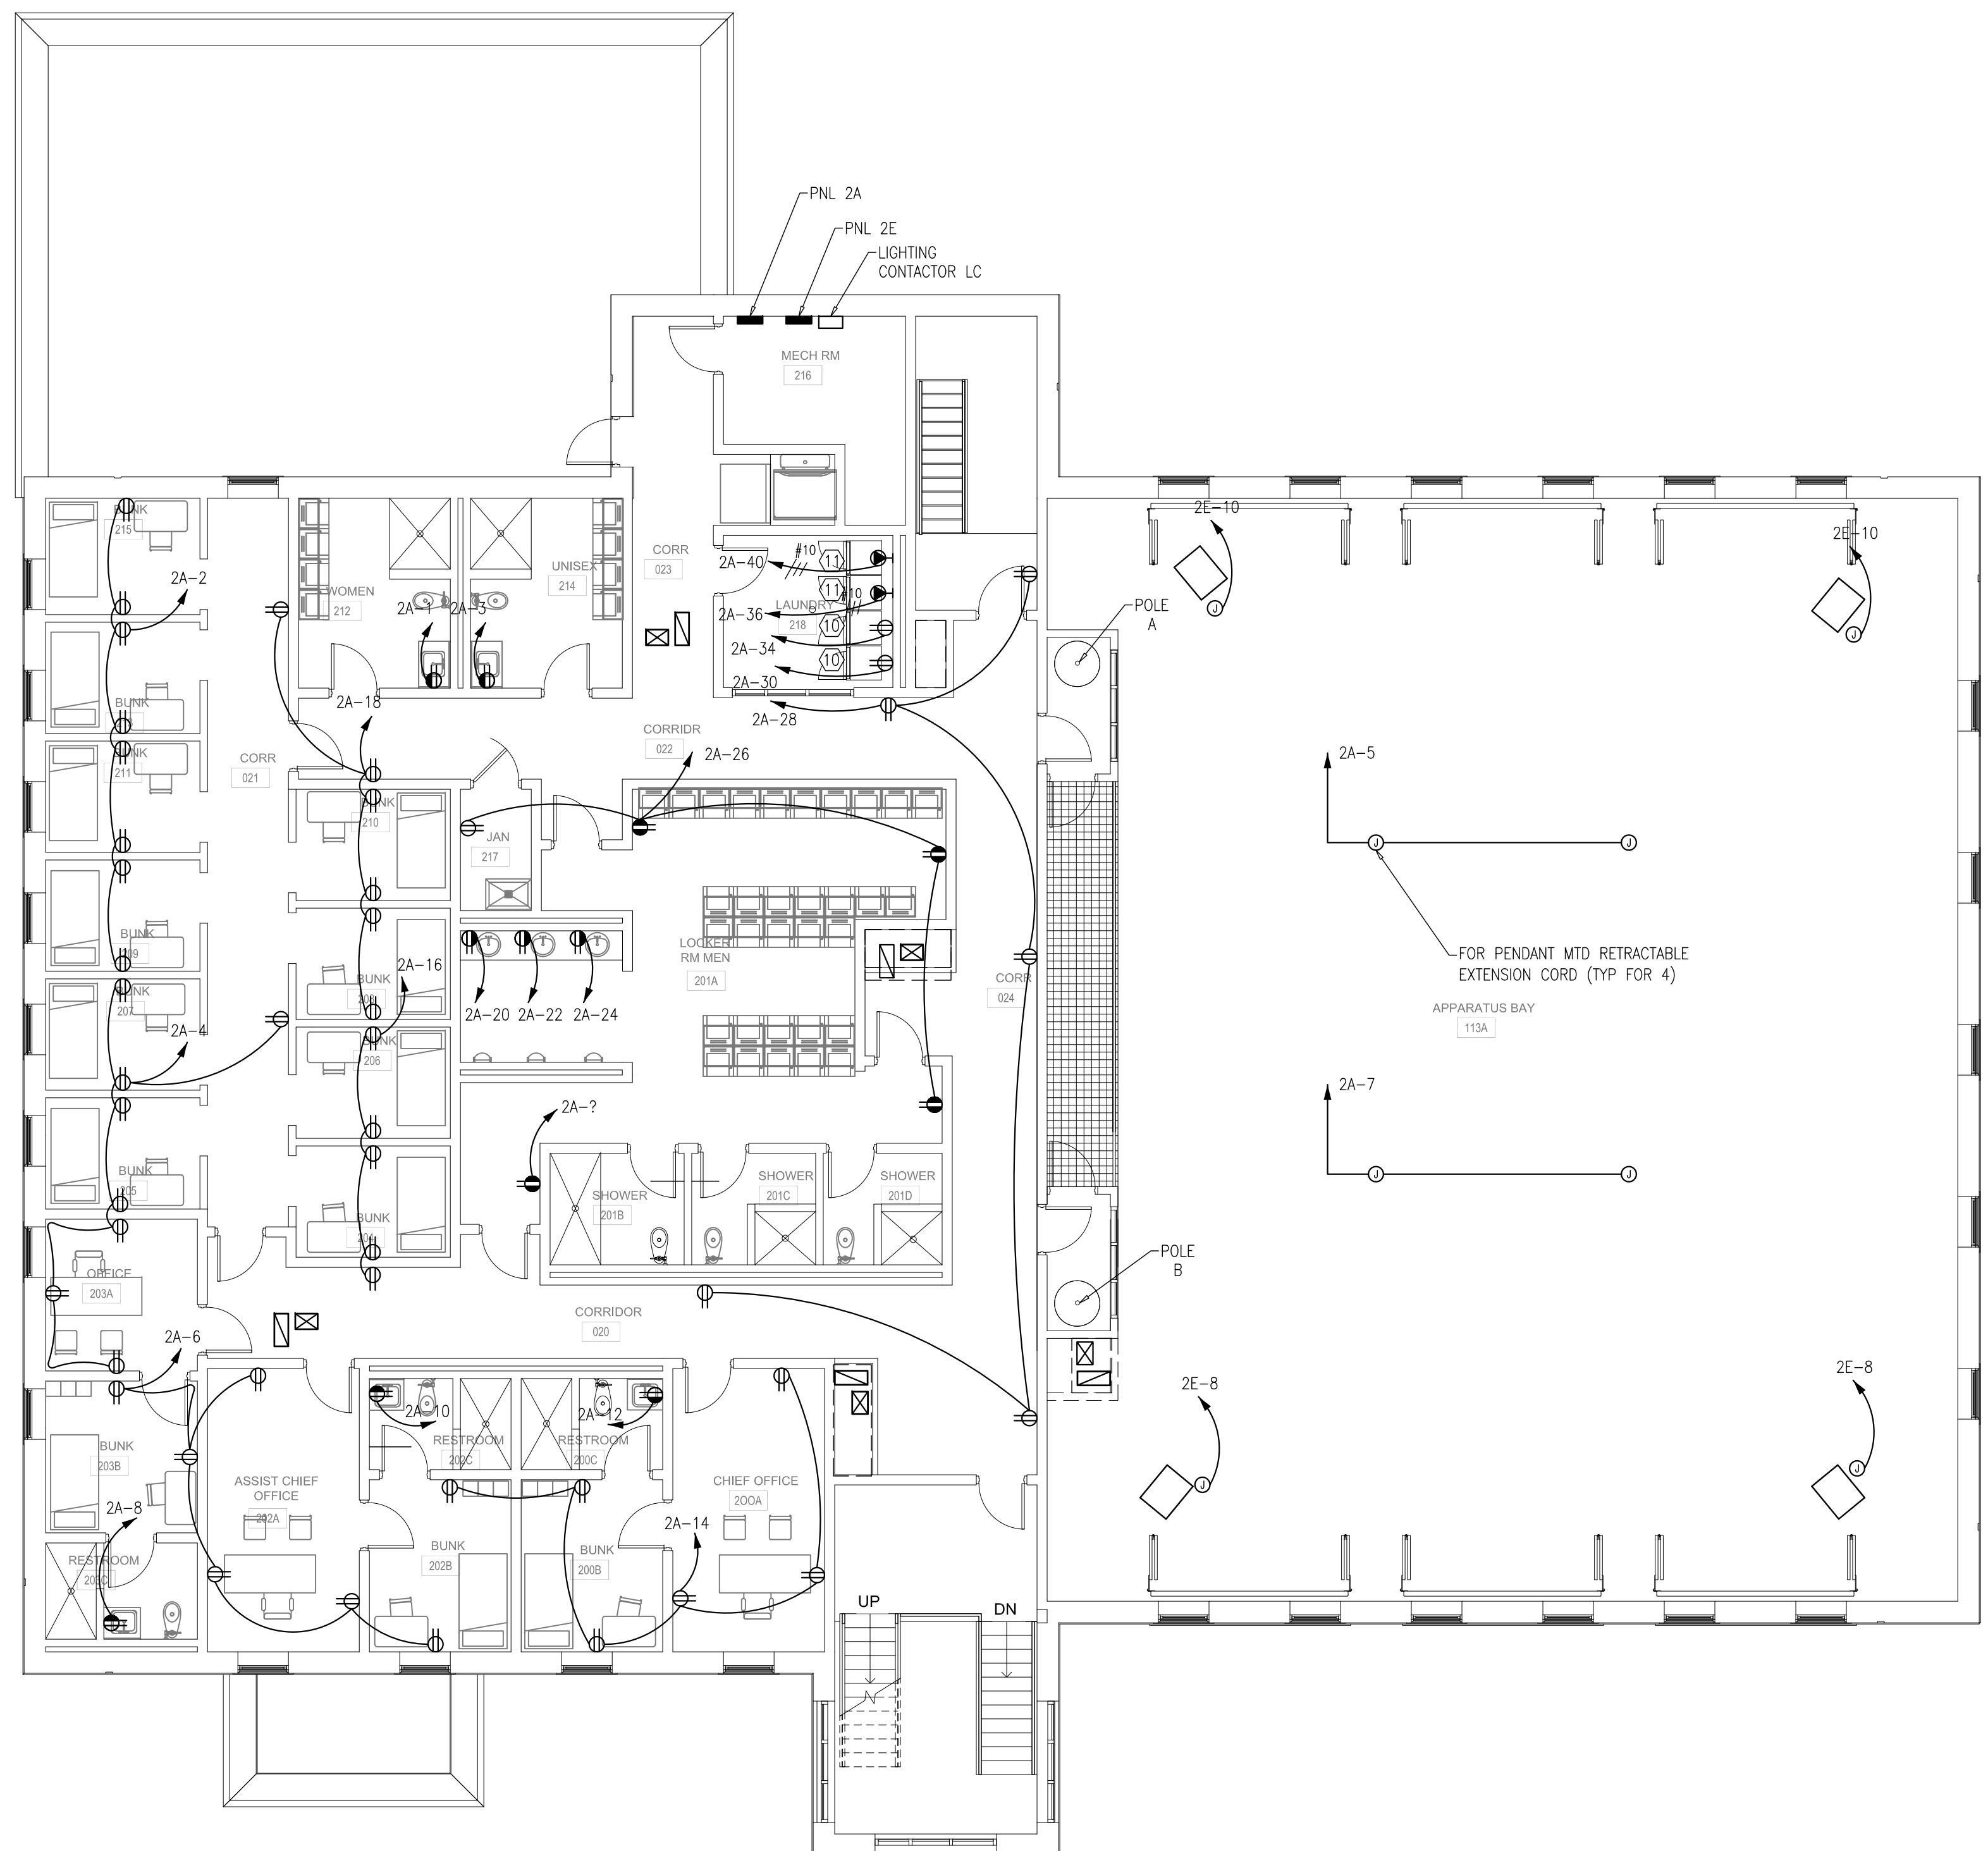 PNL 2A
PNL 2E
LIGHTING
CONTACTOR LC
MECH RM
216
BUNK
215
2A-2
WOMEN
212
2A-1
2A-3
UNISEX
214
CORR
023
2A-40
#10
11
11
#10
2A-36
LAUNDRY
218
10
2A-34
10
2A-30
2A-28
2E-10
2E-10
POLE
A
BUNK
2A-18
CORRIDR
022
2A-26
BUNK
211
CORR
021
BUNK
210
JAN
217
2A-5
BUNK
209
LOCKER
RM MEN
201A
2A-16
BUNK
BUNK
207
2A-4
2A-20
2A-22
2A-24
BUNK
206
CORR
024
FOR PENDANT MTD RETRACTABLE
EXTENSION CORD (TYP FOR 4)
APPARATUS BAY
113A
2A-7
2A-?
BUNK
205
BUNK
204
SHOWER
201B
SHOWER
201C
SHOWER
201D
J
J
J
J
J
J
J
J
OFFICE
203A
POLE
B
CORRIDOR
020
2A-6
2E-8
2E-8
2A-10
2A-12
RESTROOM
202C
RESTROOM
200C
BUNK
203B
ASSIST CHIEF
OFFICE
202A
CHIEF OFFICE
200A
2A-8
2A-14
RESTROOM
BUNK
202B
BUNK
200B
UP
DN